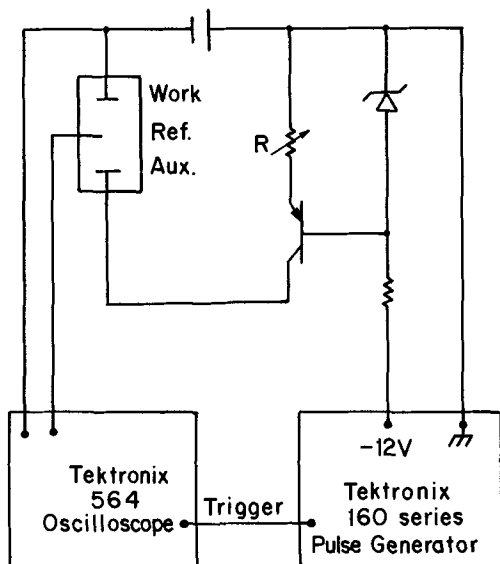 Work
Ref.
Aux.
R
-12V
Tektronix
564
Oscilloscope
Trigger
Tektronix
160 series
Pulse Generator